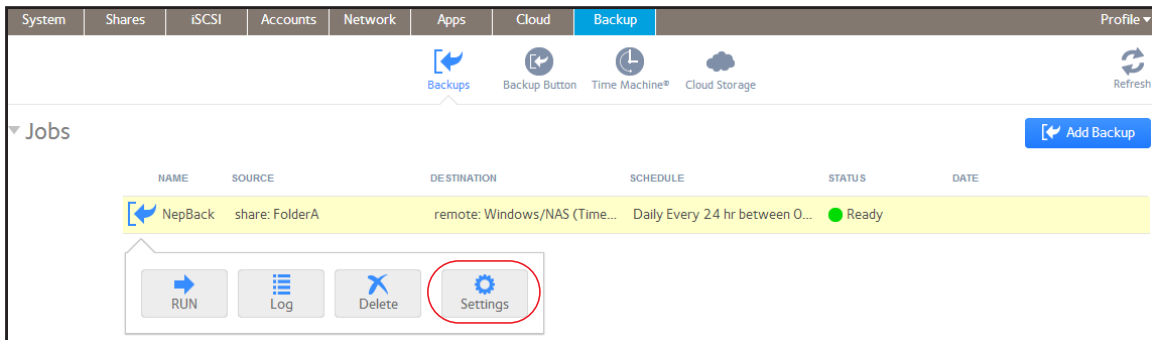 System Shares iSCSI Accounts Network Apps Cloud Backup Profile
Backups Backup Button Time Machine® Cloud Storage Refresh
Jobs Add Backup
NAME SOURCE DESTINATION SCHEDULE STATUS DATE
NepBack share: FolderA remote: Windows/NAS (Time... Daily Every 24 hr between 0... Ready
RUN Log Delete Settings